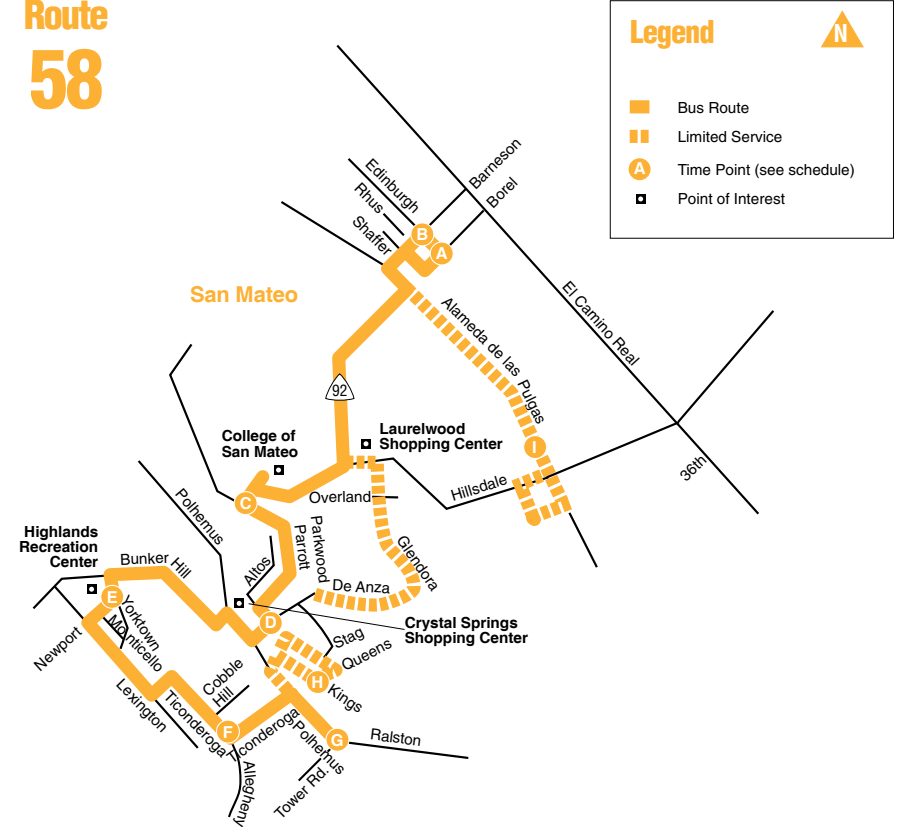 Route
58
Legend
N
Bus Route
Limited Service
A
Time Point (see schedule)
Point of Interest
Barneson
Borel
Edinburgh
Rhus
Shaffer
B
A
San Mateo
El Camino Real
Alameda de las Pulgas
92
Laurelwood
Shopping Center
College of
San Mateo
I
36th
Hillsdale
Overland
C
Polhemus
Parkwood
Parrott
Glendora
Highlands
Recreation
Center
Bunker Hill
Altos
De Anza
E
Yorktown
Monticello
D
Crystal Springs
Shopping Center
Newport
Stag
Queens
H
Kings
Cobble
Hill
Lexington
Ticonderoga
F
Ticonderoga
Polhemus
G
Ralston
Tower Rd.
Allegheny